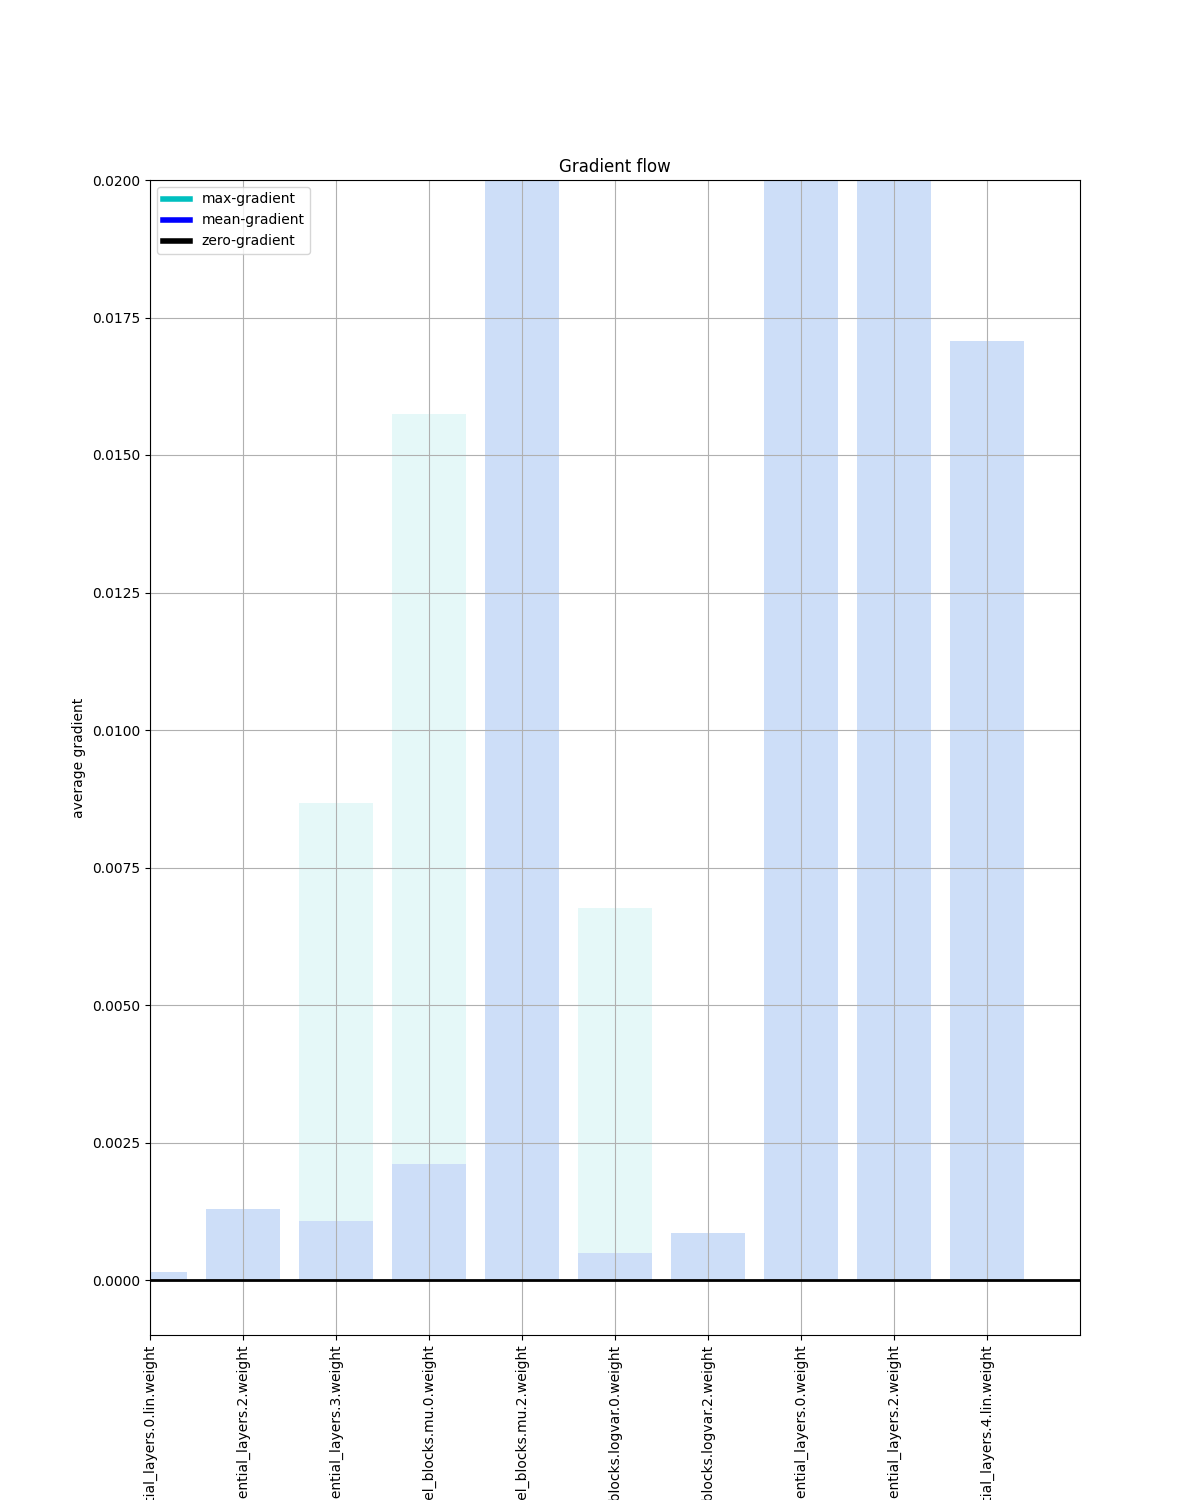 Gradient flow
max-gradient
mean-gradient
zero-gradient
0.0200
0.0175
0.0150
0.0125
0.0100
0.0075
0.0050
0.0025
0.0000
average gradient
tial_layers.0.lin.weight
ential_layers.2.weight
ential_layers.3.weight
el_blocks.mu.0.weight
el_blocks.mu.2.weight
blocks.logvar.0.weight
blocks.logvar.2.weight
ential_layers.0.weight
ential_layers.2.weight
tial_layers.4.lin.weight